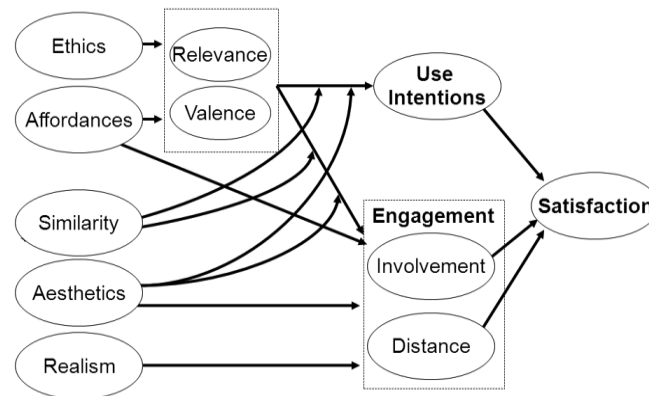 Ethics
Relevance
Use
Intentions
Affordances
Valence
Similarity
Engagement
Satisfaction
Involvement
Aesthetics
Distance
Realism